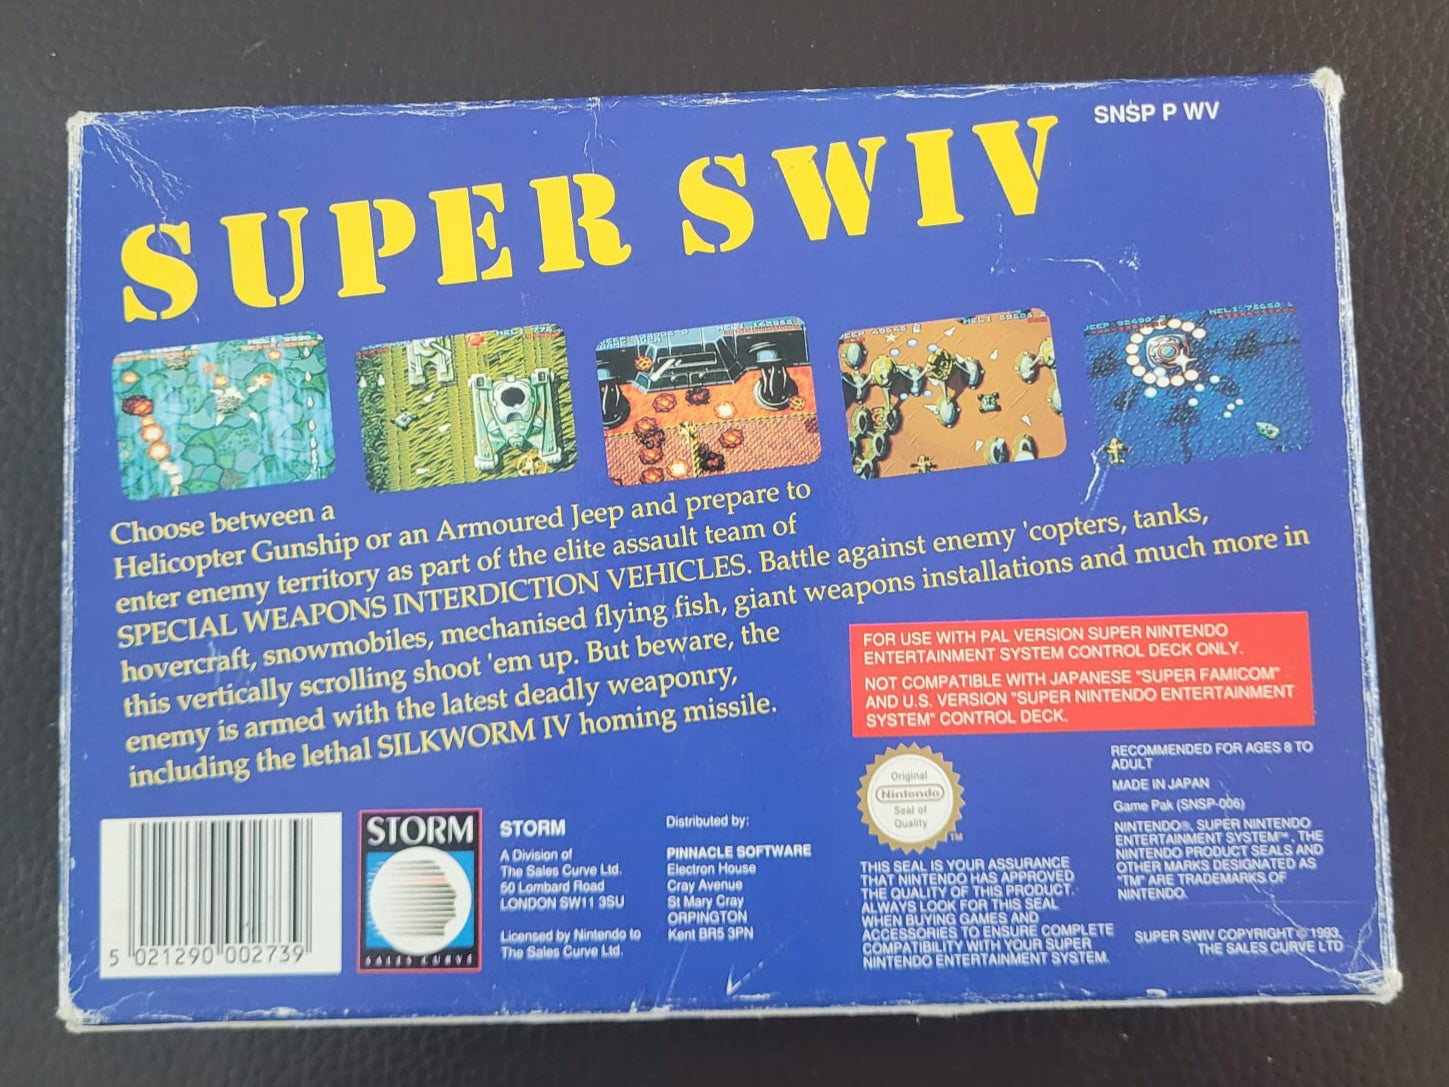 SNSP P WV
SUPER SWIV
Choose between a
Helicopter Gunship or an Armoured Jeep and prepare to
enter enemy territory as part of the elite assault team of
SPECIAL WEAPONS INTERDICTION VEHICLES. Battle against enemy 'copters, tanks,
hovercraft, snowmobiles, mechanised flying fish, giant weapons installations and much more in
this vertically scrolling shoot 'em up. But beware, the
enemy is armed with the latest deadly weaponry,
including the lethal SILKWORM IV homing missile.
FOR USE WITH PAL VERSION SUPER NINTENDO
ENTERTAINMENT SYSTEM CONTROL DECK ONLY.
NOT COMPATIBLE WITH JAPANESE "SUPER FAMICOM"
AND U.S. VERSION "SUPER NINTENDO ENTERTAINMENT
SYSTEM" CONTROL DECK.
5 021290 002739
STORM
SALES CURVE
STORM
A Division of
The Sales Curve Ltd.
50 Lombard Road
LONDON SW11 3SU
Licensed by Nintendo to
The Sales Curve Ltd.
Distributed by:
PINNACLE SOFTWARE
Electron House
Cray Avenue
St Mary Cray
ORPINGTON
Kent BR5 3PN
Original
Nintendo
Seal of
Quality
TM
THIS SEAL IS YOUR ASSURANCE
THAT NINTENDO HAS APPROVED
THE QUALITY OF THIS PRODUCT.
ALWAYS LOOK FOR THIS SEAL
WHEN BUYING GAMES AND
ACCESSORIES TO ENSURE COMPLETE
COMPATIBILITY WITH YOUR SUPER
NINTENDO ENTERTAINMENT SYSTEM.
RECOMMENDED FOR AGES 8 TO
ADULT
MADE IN JAPAN
Game Pak (SNSP-006)
NINTENDO®, SUPER NINTENDO
ENTERTAINMENT SYSTEM™, THE
NINTENDO PRODUCT SEALS AND
OTHER MARKS DESIGNATED AS
"TM" ARE TRADEMARKS OF
NINTENDO.
SUPER SWIV COPYRIGHT © 1993,
THE SALES CURVE LTD